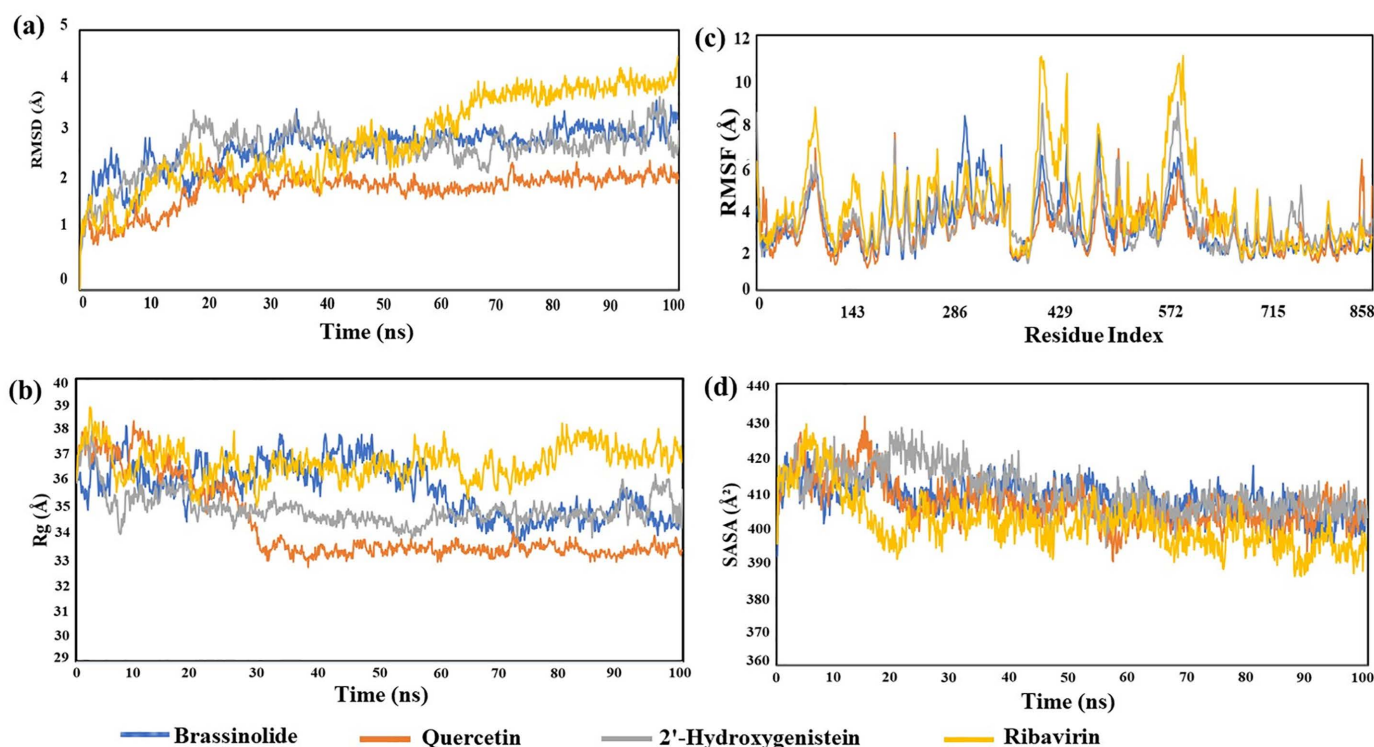 (a)
RMSD (Å)
5
4
3
2
1
0
0 10 20 30 40 50 60 70 80 90 100
Time (ns)
(c)
RMSF (Å)
12
10
8
6
4
2
0
0 143 286 429 572 715 858
Residue Index
(b)
Rg (Å)
40
39
38
37
36
35
34
33
32
31
30
29
0 10 20 30 40 50 60 70 80 90 100
Time (ns)
(d)
SASA (Å²)
440
430
420
410
400
390
380
370
360
0 10 20 30 40 50 60 70 80 90 100
Time (ns)
Brassinolide Quercetin 2'-Hydroxygenistein Ribavirin